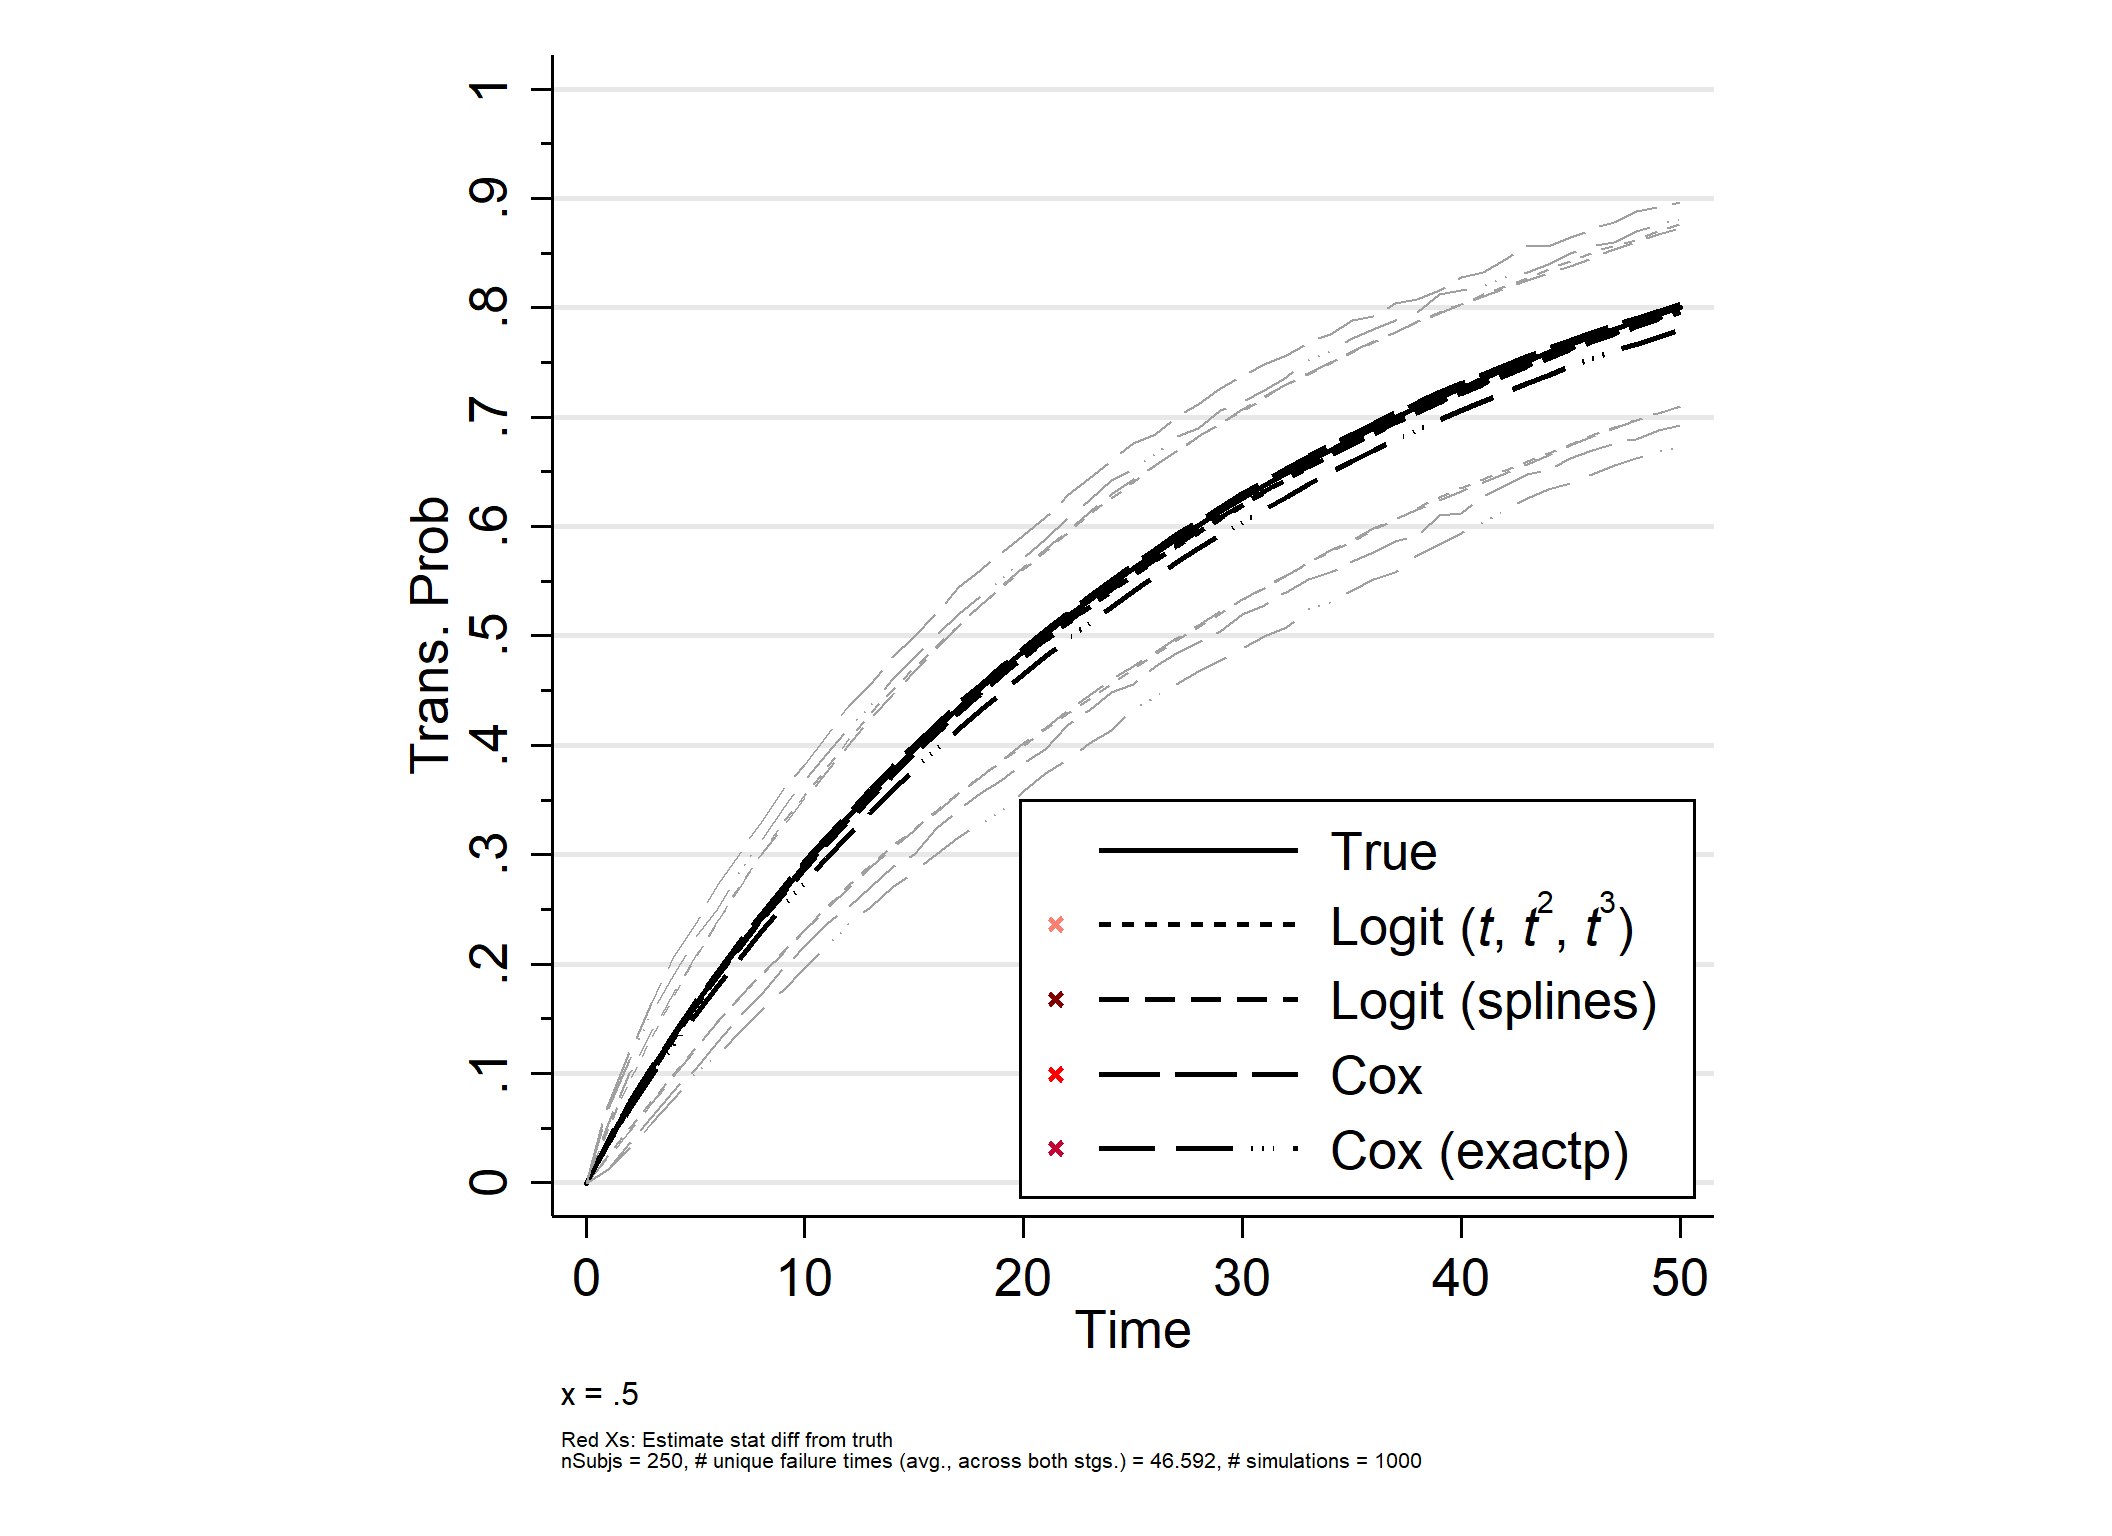 1
.9
.8
.7
.6
.5
.4
.3
.2
.1
0
Trans. Prob
True
Logit (t, t², t³)
Logit (splines)
Cox
Cox (exactp)
0 10 20 30 40 50
Time
x = .5
Red Xs: Estimate stat diff from truth
nSubjs = 250, # unique failure times (avg., across both stgs.) = 46.592, # simulations = 1000